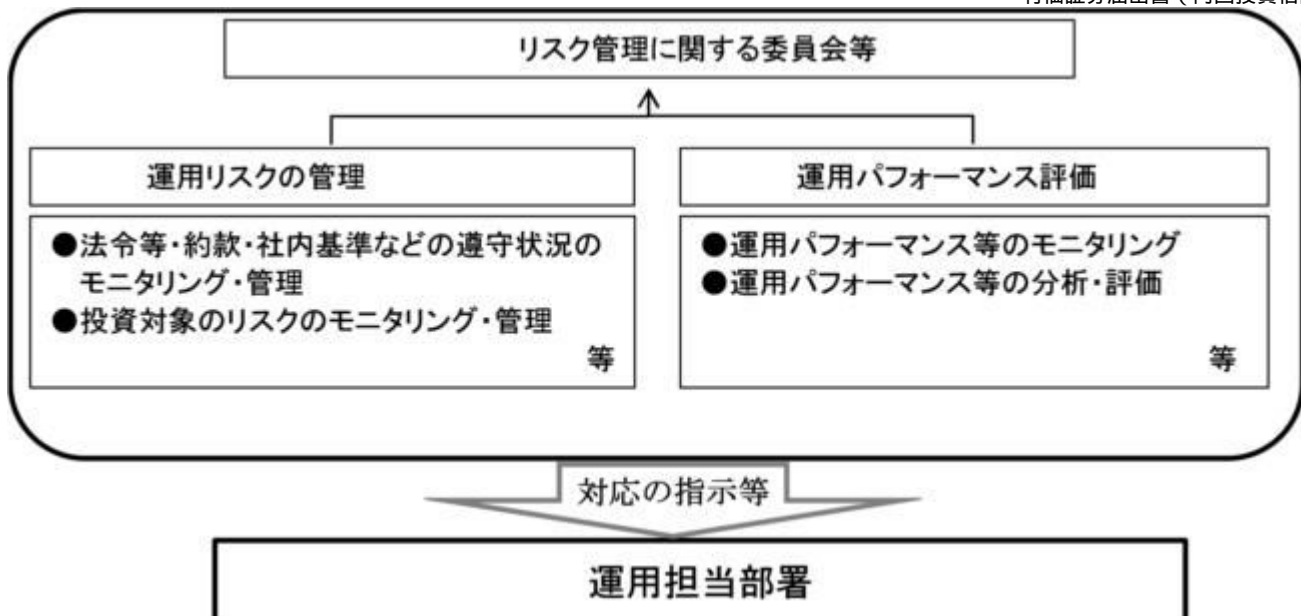 リスク管理に関する委員会等
運用リスクの管理
●法令等・約款・社内基準などの遵守状況の
モニタリング・管理
●投資対象のリスクのモニタリング・管理
等
運用パフォーマンス評価
●運用パフォーマンス等のモニタリング
●運用パフォーマンス等の分析・評価
等
対応の指示等
運用担当部署